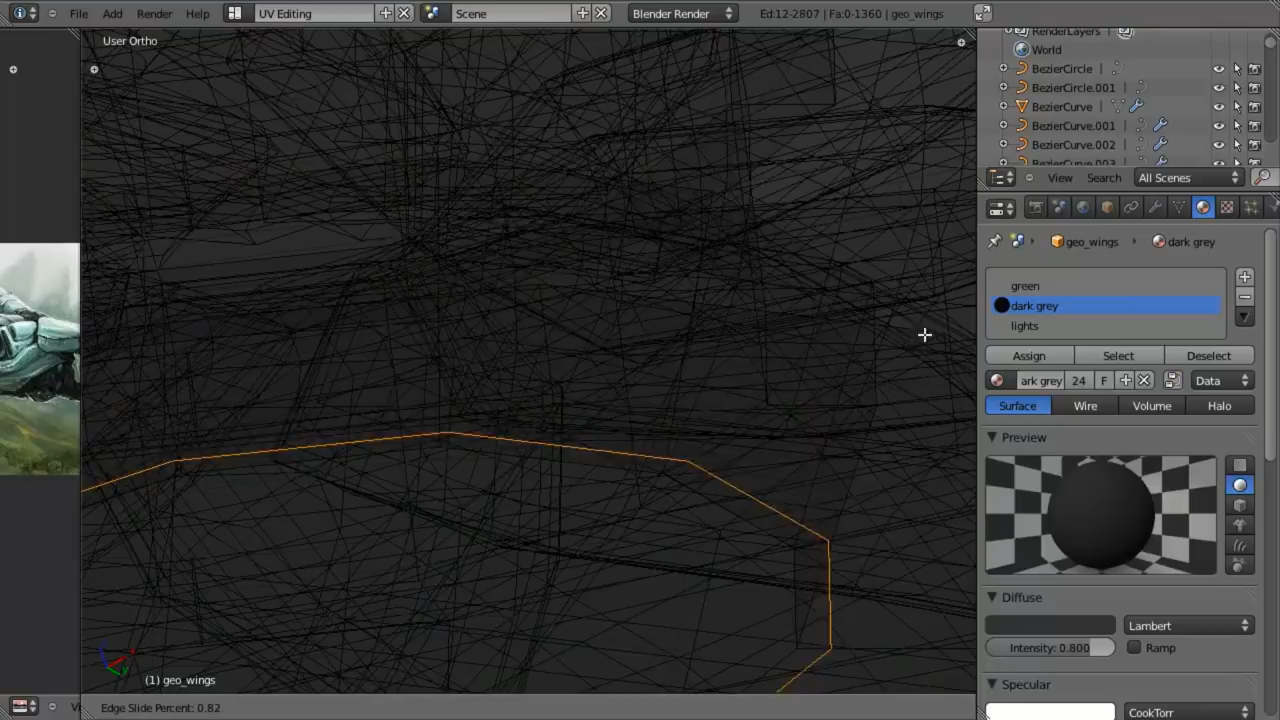 File Add Render Help UV Editing Scene Blender Render Ed:12-2807 | Fa:0-1360 | geo_wings
User Ortho
RenderLayers
World
BezierCircle
BezierCircle.001
BezierCurve
BezierCurve.001
BezierCurve.002
BezierCurve.003
View Search All Scenes
geo_wings dark grey
green
dark grey
lights
Assign Select Deselect
ark grey 24 F Data
Surface Wire Volume Halo
Preview
Diffuse
Lambert
Intensity: 0.800 Ramp
Specular
CookTorr
(1) geo_wings
Edge Slide Percent: 0.82